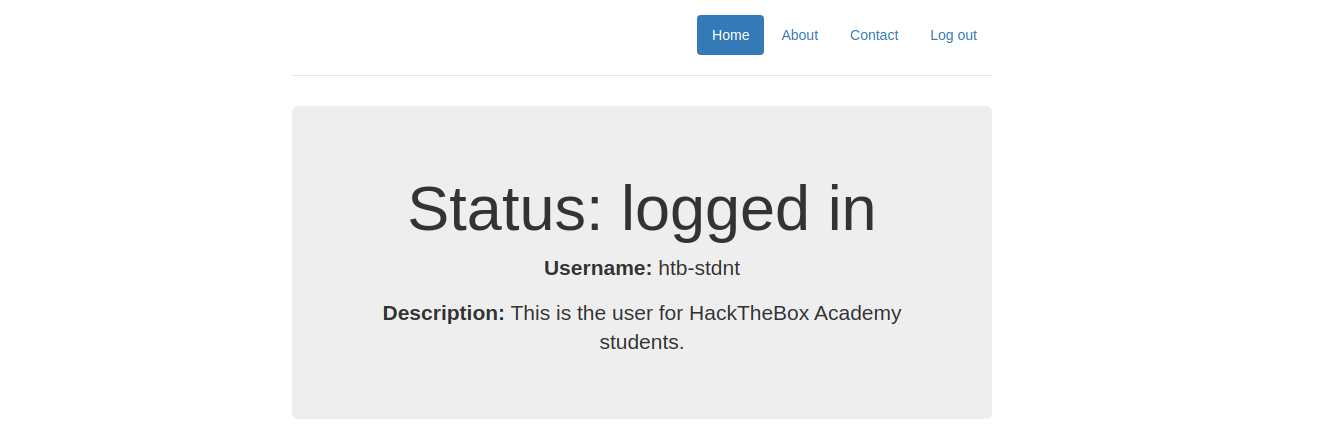 Home About Contact Log out
Status: logged in
Username: htb-stdnt
Description: This is the user for HackTheBox Academy
students.